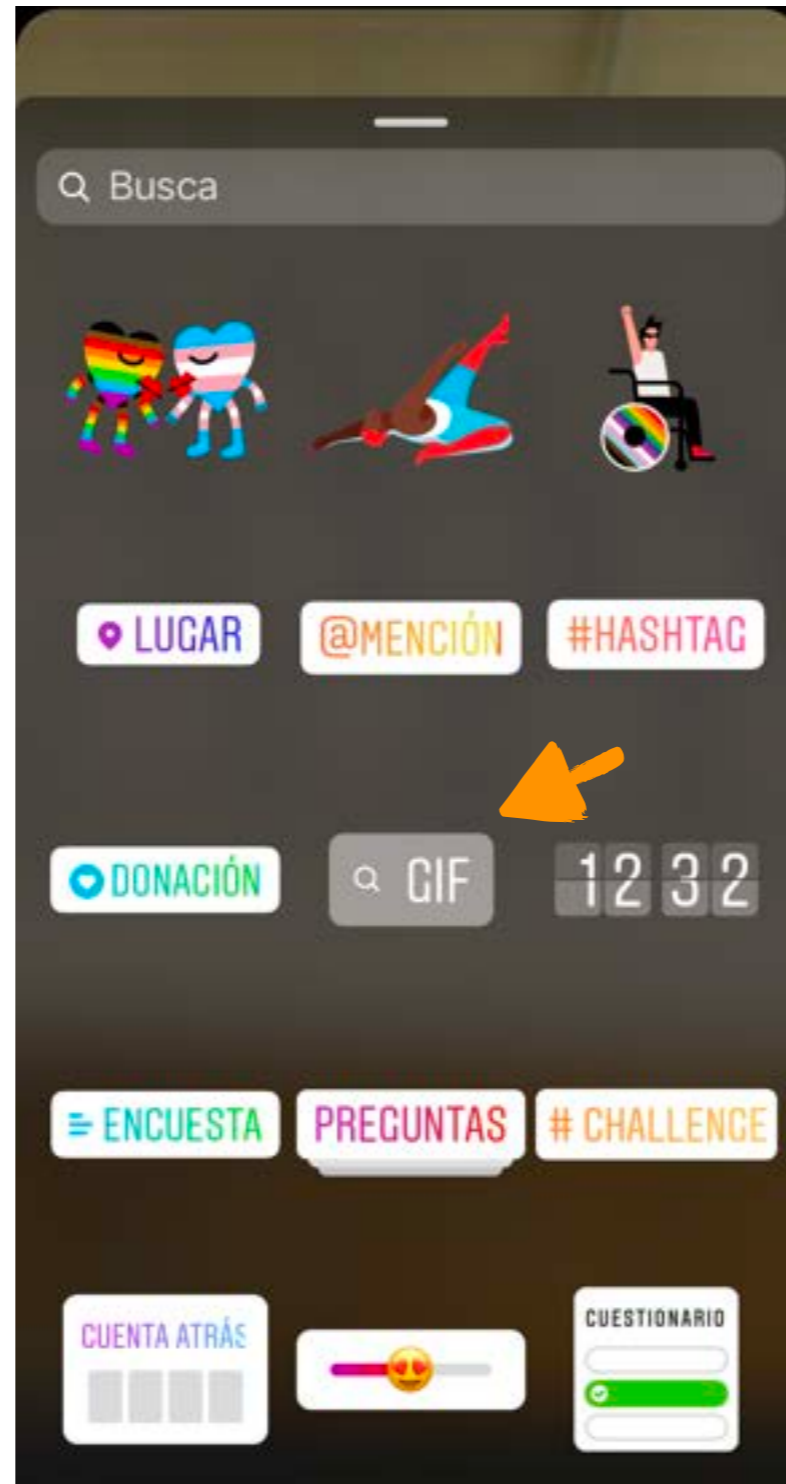 Busca
LUGAR
@MENCIÓN
#HASHTAG
DONACIÓN
GIF
12 32
ENCUESTA
PREGUNTAS
# CHALLENGE
CUENTA ATRÁS
CUESTIONARIO